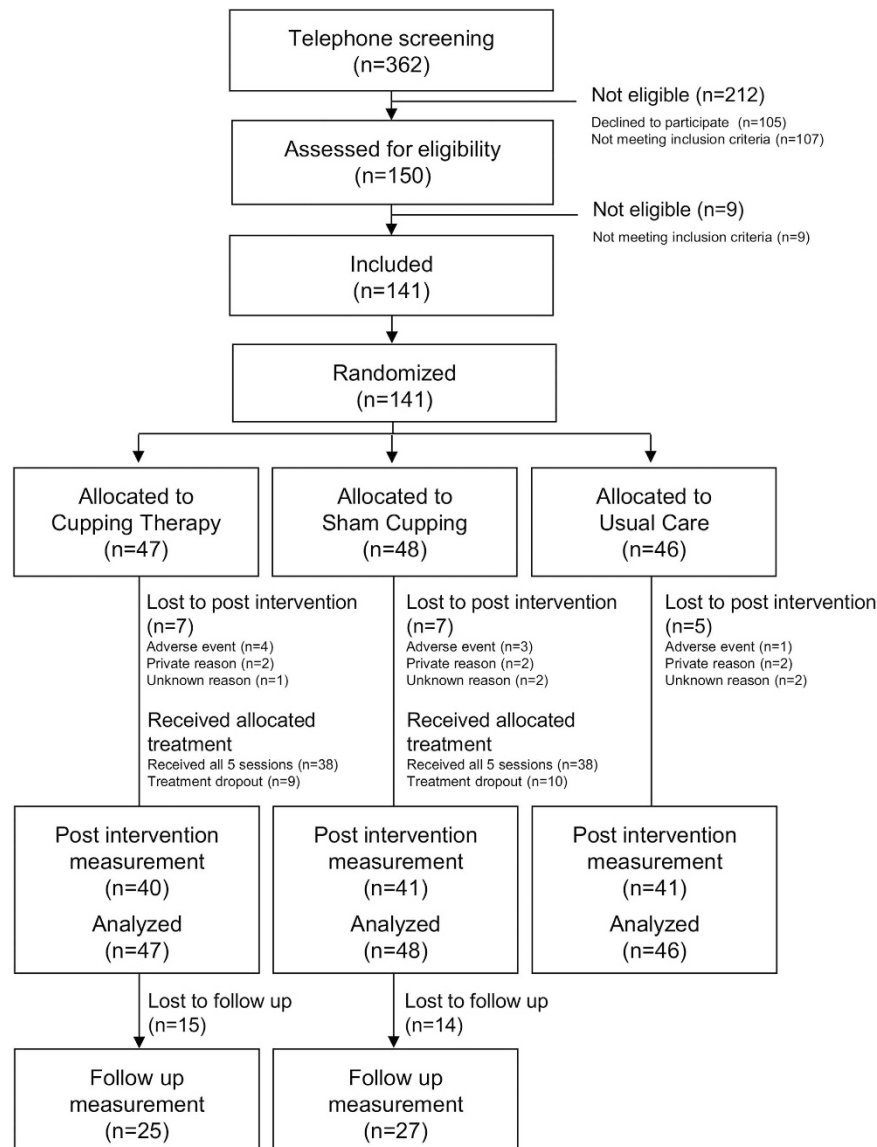 Telephone screening
(n=362)
Not eligible (n=212)
Declined to participate (n=105)
Not meeting inclusion criteria (n=107)
Assessed for eligibility
(n=150)
Not eligible (n=9)
Not meeting inclusion criteria (n=9)
Included
(n=141)
Randomized
(n=141)
Allocated to
Cupping Therapy
(n=47)
Allocated to
Sham Cupping
(n=48)
Allocated to
Usual Care
(n=46)
Lost to post intervention
(n=7)
Adverse event (n=4)
Private reason (n=2)
Unknown reason (n=1)
Received allocated
treatment
Received all 5 sessions (n=38)
Treatment dropout (n=9)
Lost to post intervention
(n=7)
Adverse event (n=3)
Private reason (n=2)
Unknown reason (n=2)
Received allocated
treatment
Received all 5 sessions (n=38)
Treatment dropout (n=10)
Lost to post intervention
(n=5)
Adverse event (n=1)
Private reason (n=2)
Unknown reason (n=2)
Post intervention
measurement
(n=40)
Analyzed
(n=47)
Post intervention
measurement
(n=41)
Analyzed
(n=48)
Post intervention
measurement
(n=41)
Analyzed
(n=46)
Lost to follow up
(n=15)
Lost to follow up
(n=14)
Follow up
measurement
(n=25)
Follow up
measurement
(n=27)